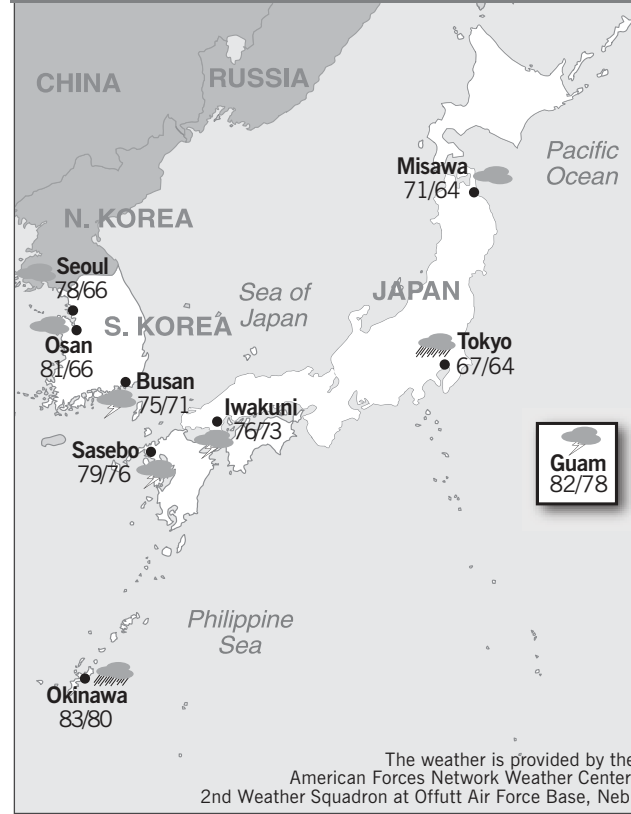 CHINA
RUSSIA
Pacific
Ocean
Misawa
71/64
N. KOREA
Seoul
78/66
Sea of
Japan
JAPAN
S. KOREA
Osan
81/66
Tokyo
67/64
Busan
75/71
Iwakuni
76/73
Sasebo
79/76
Guam
82/78
Philippine
Sea
Okinawa
83/80
The weather is provided by the
American Forces Network Weather Center
2nd Weather Squadron at Offutt Air Force Base, Neb